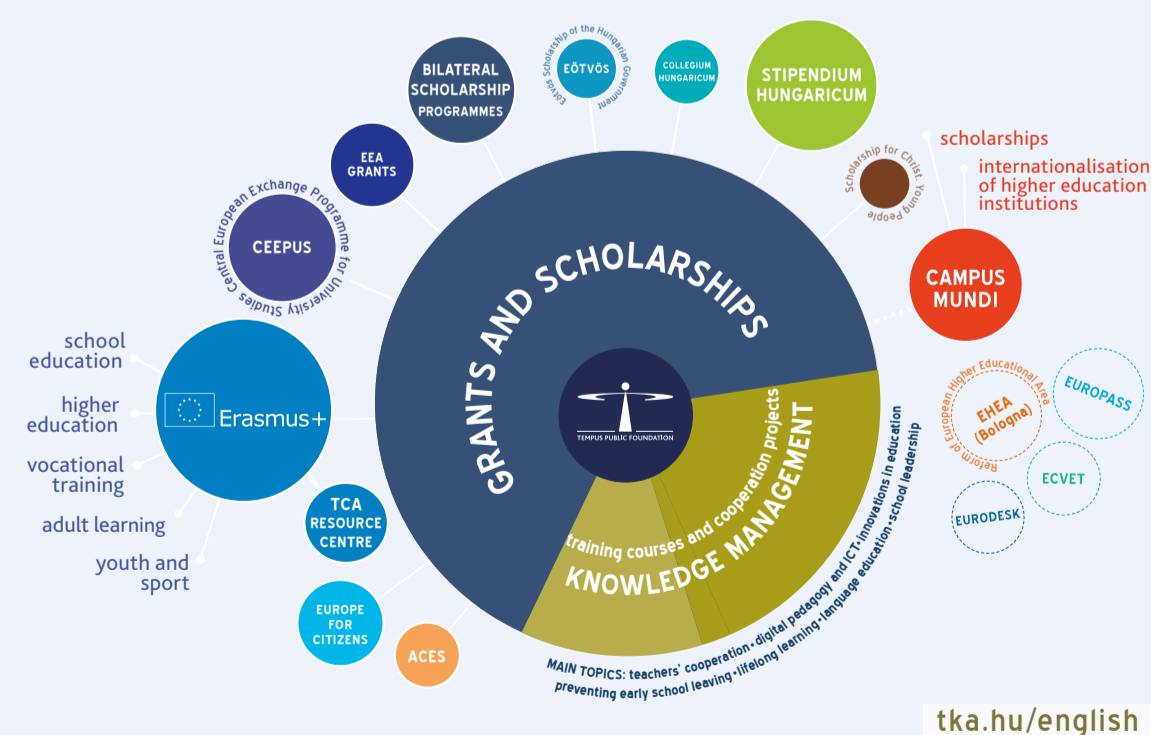 BILATERAL
SCHOLARSHIP
PROGRAMMES
Eötvös Scholarship of the Hungarian Government
EÖTVÖS
COLLEGIUM
HUNGARICUM
STIPENDIUM
HUNGARICUM
EEA
GRANTS
Scholarship for Christ. Young People
scholarships
internationalisation
of higher education
institutions
CAMPUS
MUNDI
Central European Exchange Programme for University Studies
CEEPUS
GRANTS AND SCHOLARSHIPS
school
education
higher
education
vocational
training
adult learning
youth and
sport
Erasmus+
TEMPUS PUBLIC FOUNDATION
TCA
RESOURCE
CENTRE
EUROPE
FOR
CITIZENS
ACES
training courses and cooperation projects
KNOWLEDGE MANAGEMENT
MAIN TOPICS: teachers' cooperation•digital pedagogy and ICT•innovations in education
preventing early school leaving•lifelong learning•language education•school leadership
Reform of European Higher Educational Area
EHEA
(Bologna)
EUROPASS
ECVET
EURODESK
tka.hu/english